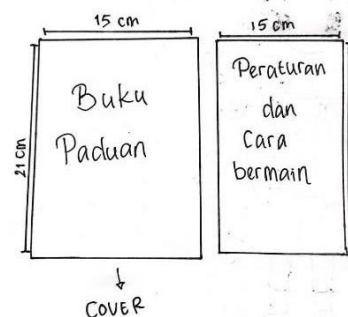 15 cm
15 cm
21 cm
Buku
Paduan
Peraturan
dan
Cara
bermain
COVER